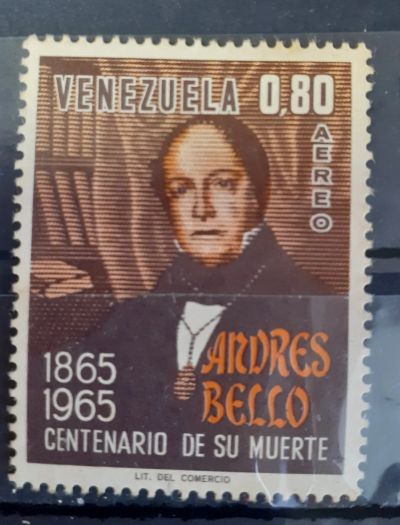 VENEZUELA 0,80
AEREO
1865
1965
ANDRES
BELLO
CENTENARIO DE SU MUERTE
LIT. DEL COMERCIO